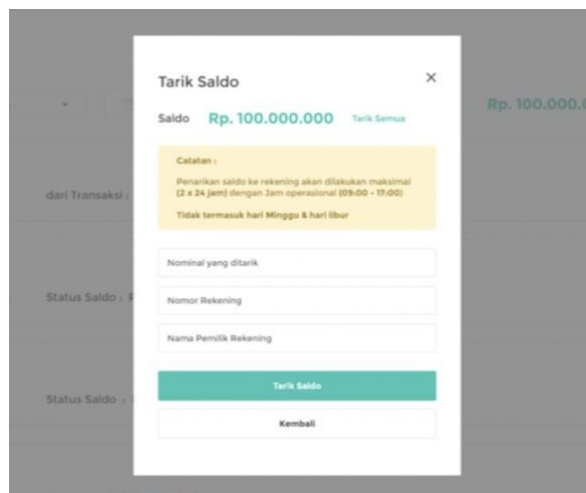 Tarik Saldo
Saldo Rp. 100.000.000 Tarik Semua
Rp. 100.000.
Catatan :
Penarikan saldo ke rekening akan dilakukan maksimal
(2 x 24 jam) dengan Jam operasional (09:00 - 17:00)
Tidak termasuk hari Minggu & hari libur
dari Transaksi :
Nominal yang ditarik
Status Saldo :
Nomor Rekening
Nama Pemilik Rekening
Tarik Saldo
Status Saldo :
Kembali